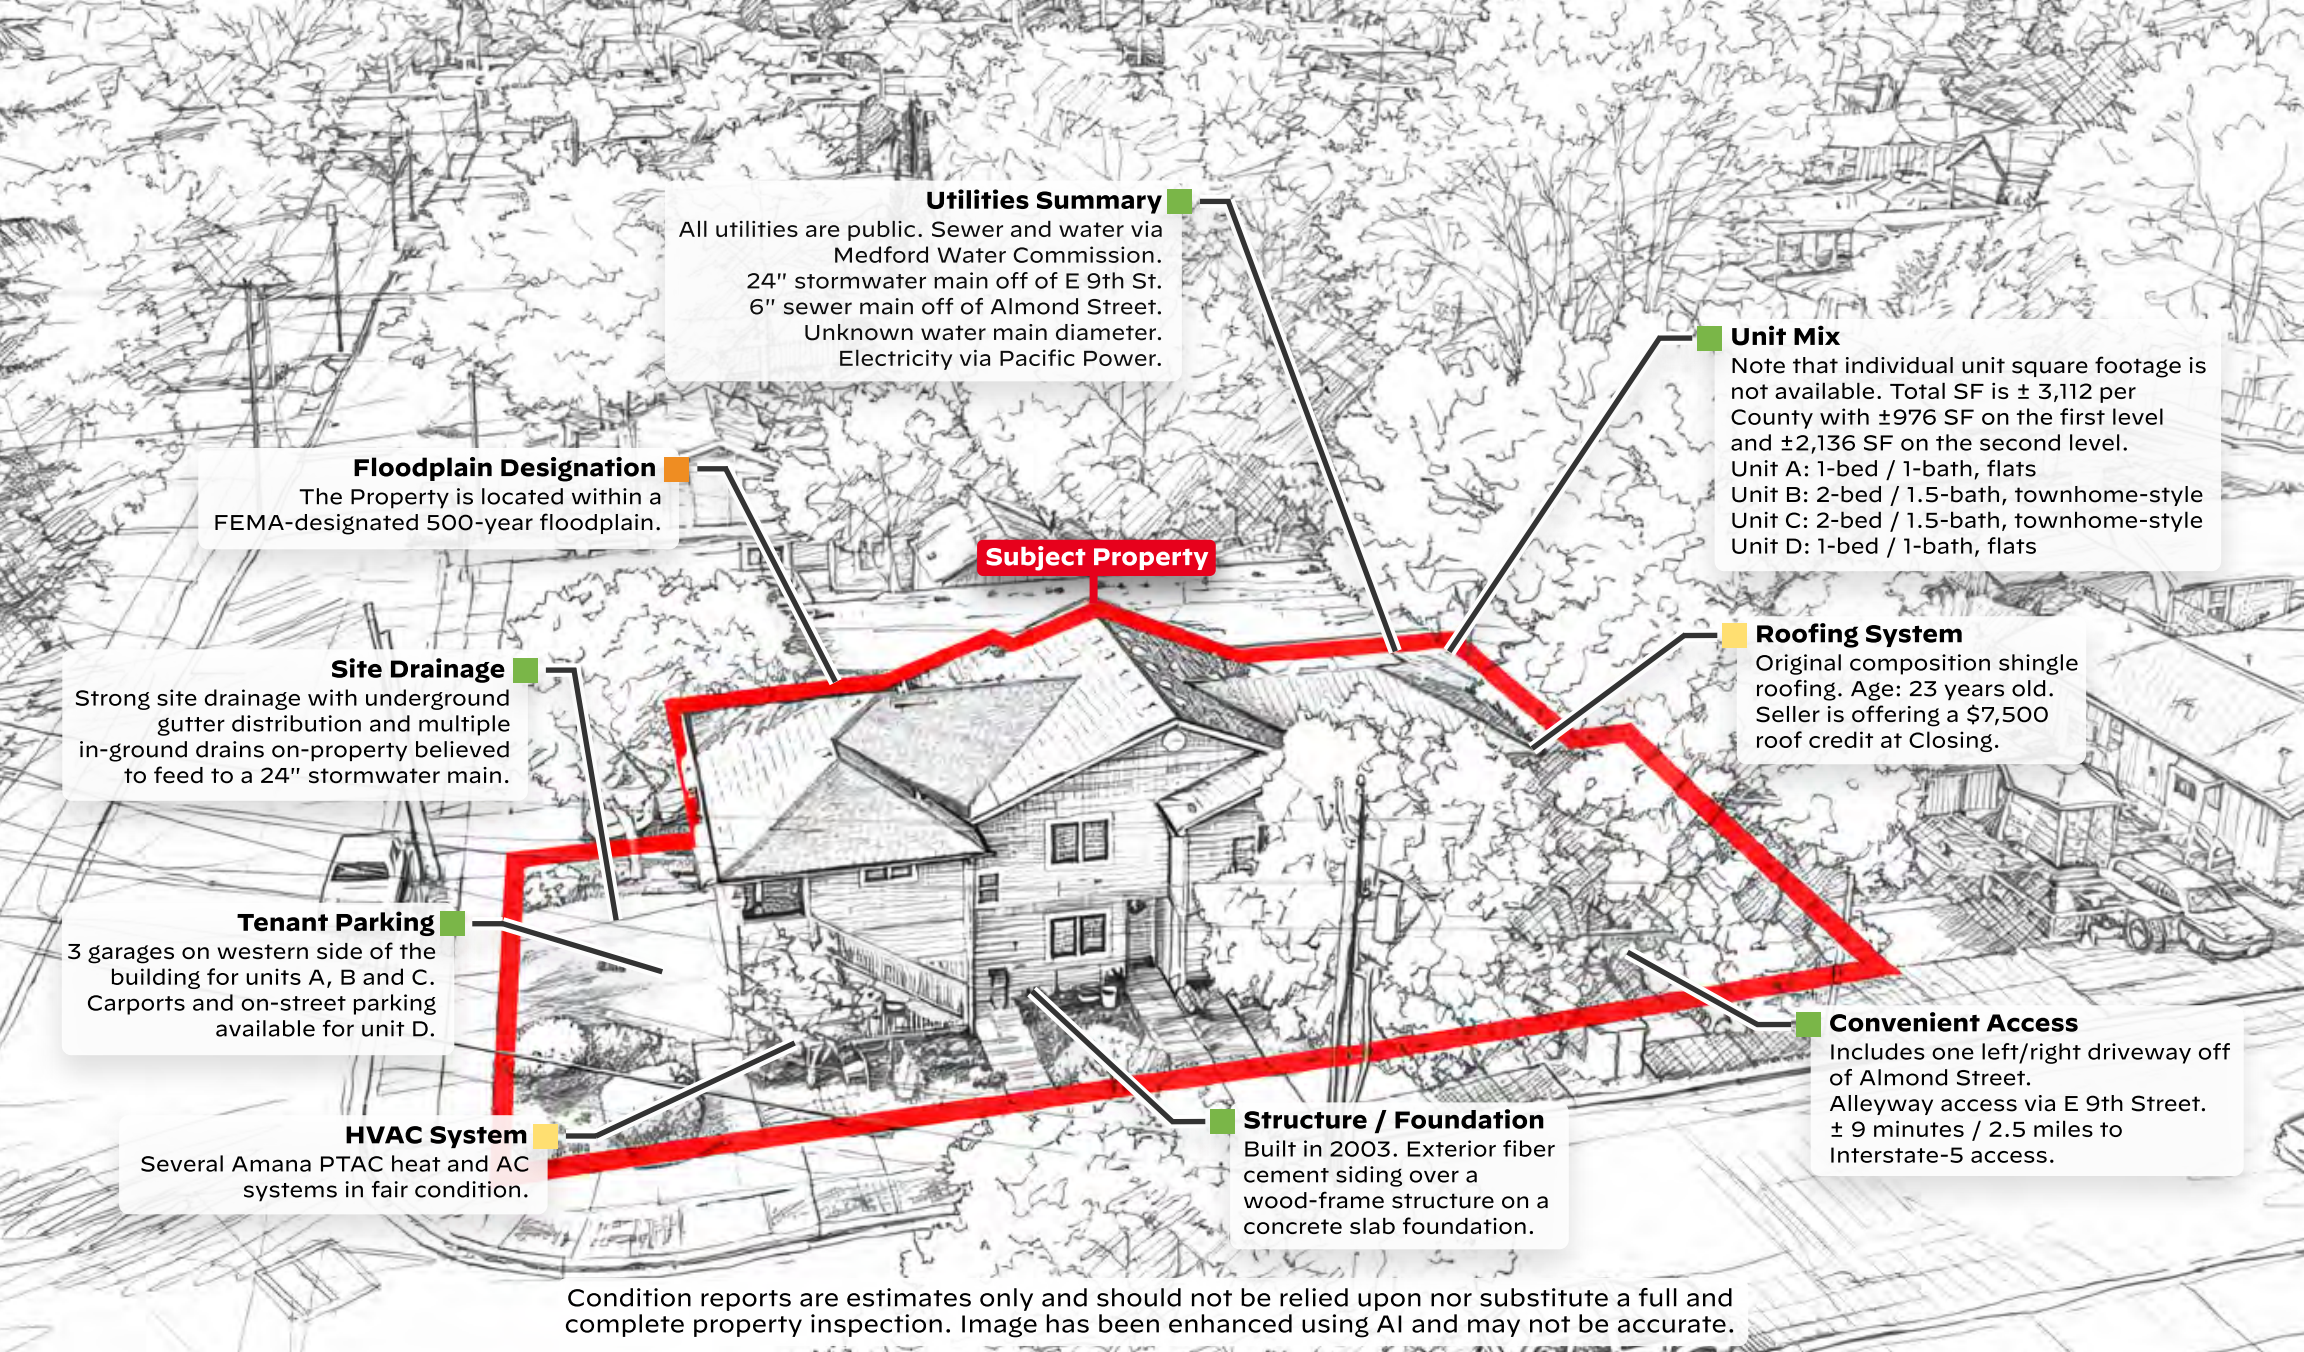 Utilities Summary
All utilities are public. Sewer and water via
Medford Water Commission.
24" stormwater main off of E 9th St.
6" sewer main off of Almond Street.
Unknown water main diameter.
Electricity via Pacific Power.
Unit Mix
Note that individual unit square footage is
not available. Total SF is ± 3,112 per
County with ±976 SF on the first level
and ±2,136 SF on the second level.
Unit A: 1-bed / 1-bath, flats
Unit B: 2-bed / 1.5-bath, townhome-style
Unit C: 2-bed / 1.5-bath, townhome-style
Unit D: 1-bed / 1-bath, flats
Floodplain Designation
The Property is located within a
FEMA-designated 500-year floodplain.
Subject Property
Roofing System
Original composition shingle
roofing. Age: 23 years old.
Seller is offering a $7,500
roof credit at Closing.
Site Drainage
Strong site drainage with underground
gutter distribution and multiple
in-ground drains on-property believed
to feed to a 24" stormwater main.
Tenant Parking
3 garages on western side of the
building for units A, B and C.
Carports and on-street parking
available for unit D.
Convenient Access
Includes one left/right driveway off
of Almond Street.
Alleyway access via E 9th Street.
± 9 minutes / 2.5 miles to
Interstate-5 access.
HVAC System
Several Amana PTAC heat and AC
systems in fair condition.
Structure / Foundation
Built in 2003. Exterior fiber
cement siding over a
wood-frame structure on a
concrete slab foundation.
Condition reports are estimates only and should not be relied upon nor substitute a full and
complete property inspection. Image has been enhanced using AI and may not be accurate.